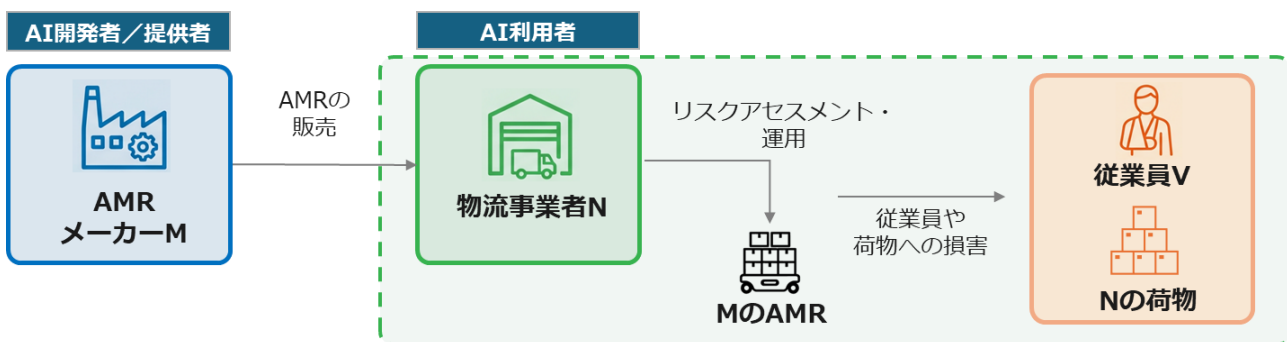 AI開発者／提供者
AI利用者
AMR
メーカーM
AMRの
販売
物流事業者N
リスクアセスメント・
運用
MのAMR
従業員や
荷物への損害
従業員V
Nの荷物